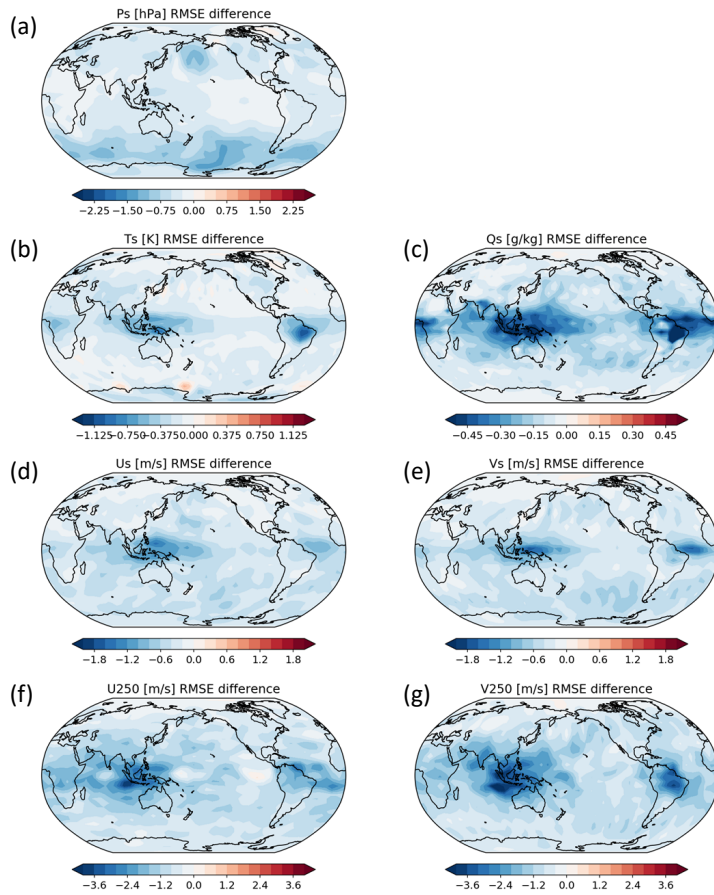 (a)
Ps [hPa] RMSE difference
−2.25 −1.50 −0.75 0.00 0.75 1.50 2.25
(b)
Ts [K] RMSE difference
−1.125 −0.750 −0.375 0.000 0.375 0.750 1.125
(c)
Qs [g/kg] RMSE difference
−0.45 −0.30 −0.15 0.00 0.15 0.30 0.45
(d)
Us [m/s] RMSE difference
−1.8 −1.2 −0.6 0.0 0.6 1.2 1.8
(e)
Vs [m/s] RMSE difference
−1.8 −1.2 −0.6 0.0 0.6 1.2 1.8
(f)
U250 [m/s] RMSE difference
−3.6 −2.4 −1.2 0.0 1.2 2.4 3.6
(g)
V250 [m/s] RMSE difference
−3.6 −2.4 −1.2 0.0 1.2 2.4 3.6